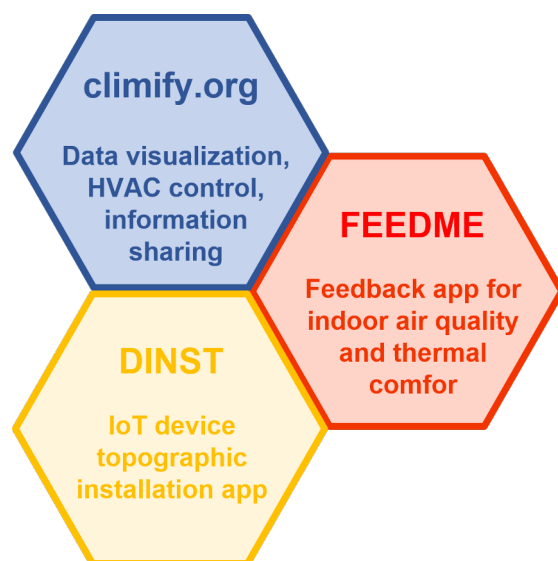 climify.org
Data visualization,
HVAC control,
information
sharing
FEEDME
Feedback app for
indoor air quality
and thermal
comfor
DINST
IoT device
topographic
installation app